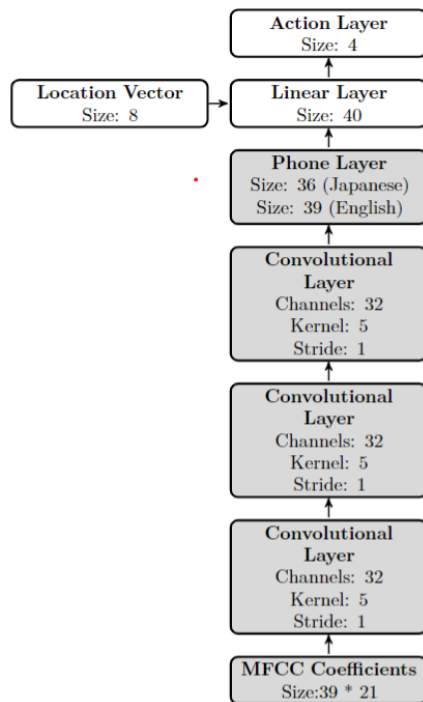 Action Layer
Size: 4
Location Vector
Size: 8
Linear Layer
Size: 40
Phone Layer
Size: 36 (Japanese)
Size: 39 (English)
Convolutional
Layer
Channels: 32
Kernel: 5
Stride: 1
Convolutional
Layer
Channels: 32
Kernel: 5
Stride: 1
Convolutional
Layer
Channels: 32
Kernel: 5
Stride: 1
MFCC Coefficients
Size:39 * 21